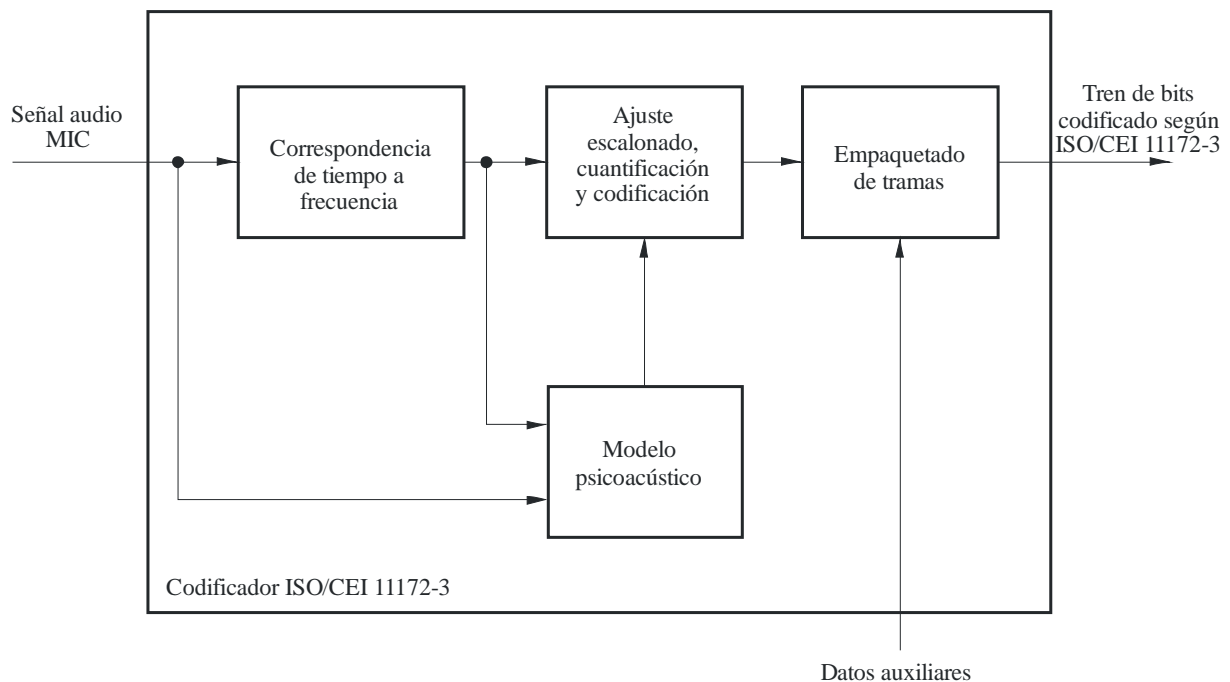 Señal audio
MIC
Correspondencia
de tiempo a
frecuencia
Ajuste
escalonado,
cuantificación
y codificación
Empaquetado
de tramas
Tren de bits
codificado según
ISO/CEI 11172-3
Modelo
psicoacústico
Codificador ISO/CEI 11172-3
Datos auxiliares